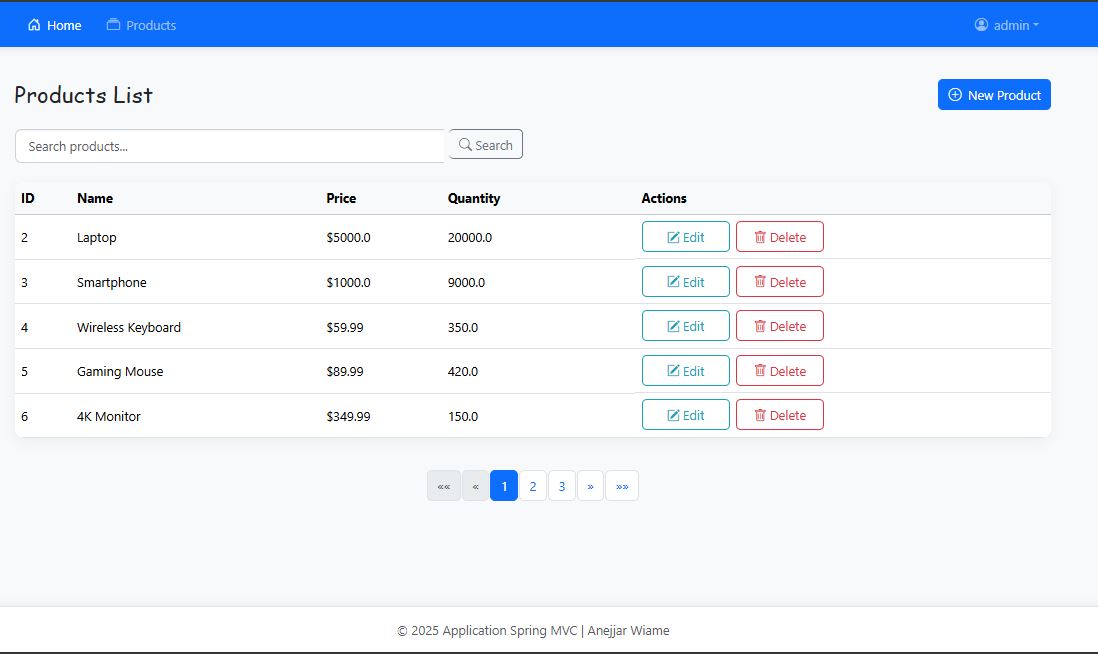 Home Products admin
Products List New Product
Search products... Search
ID Name Price Quantity Actions
2 Laptop $5000.0 20000.0 Edit Delete
3 Smartphone $1000.0 9000.0 Edit Delete
4 Wireless Keyboard $59.99 350.0 Edit Delete
5 Gaming Mouse $89.99 420.0 Edit Delete
6 4K Monitor $349.99 150.0 Edit Delete
«« « 1 2 3 » »»
© 2025 Application Spring MVC | Anejjar Wiame